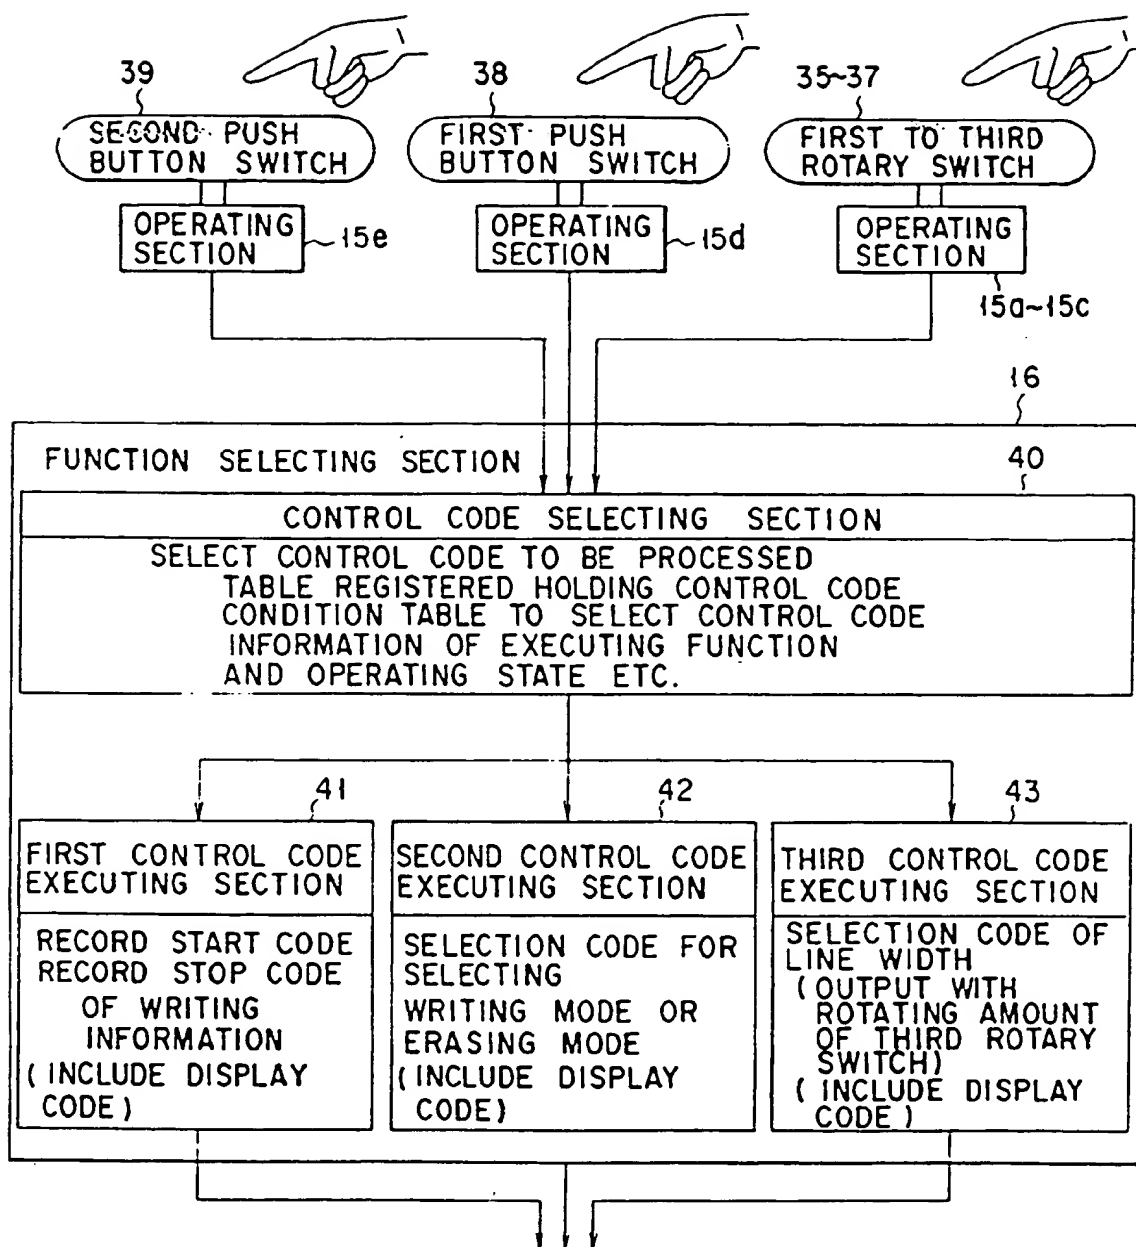 39
38
35~37
SECOND PUSH
BUTTON SWITCH
FIRST PUSH
BUTTON SWITCH
FIRST TO THIRD
ROTARY SWITCH
OPERATING
SECTION
15e
OPERATING
SECTION
15d
OPERATING
SECTION
15a~15c
16
FUNCTION SELECTING SECTION
40
CONTROL CODE SELECTING SECTION
SELECT CONTROL CODE TO BE PROCESSED
TABLE REGISTERED HOLDING CONTROL CODE
CONDITION TABLE TO SELECT CONTROL CODE
INFORMATION OF EXECUTING FUNCTION
AND OPERATING STATE ETC.
41
42
43
FIRST CONTROL CODE
EXECUTING SECTION
RECORD START CODE
RECORD STOP CODE
OF WRITING
INFORMATION
(INCLUDE DISPLAY
CODE)
SECOND CONTROL CODE
EXECUTING SECTION
SELECTION CODE FOR
SELECTING
WRITING MODE OR
ERASING MODE
(INCLUDE DISPLAY
CODE)
THIRD CONTROL CODE
EXECUTING SECTION
SELECTION CODE OF
LINE WIDTH
(OUTPUT WITH
ROTATING AMOUNT
OF THIRD ROTARY
SWITCH)
(INCLUDE DISPLAY
CODE)